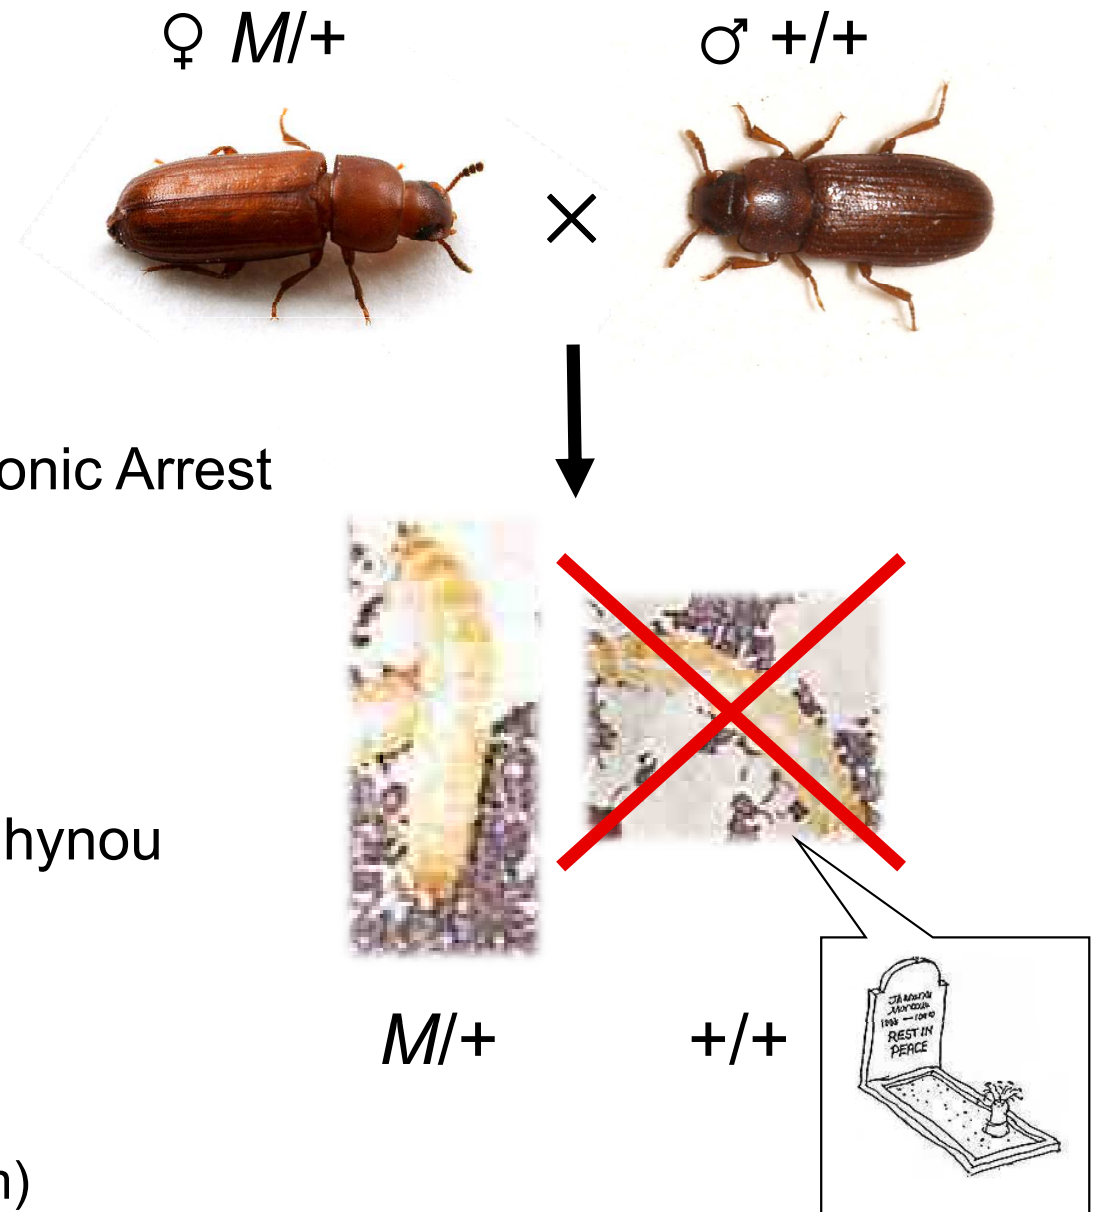 ♀ M/+
♂ +/+
×
onic Arrest
hynou
M/+
+/+
REST IN
PEACE
n)